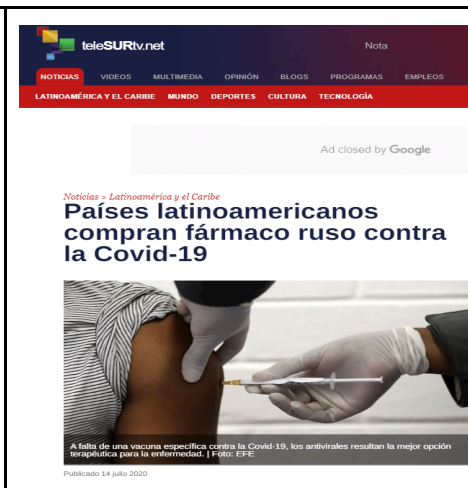 teleSURtv.net
Nota
NOTICIAS VIDEOS MULTIMEDIA OPINIÓN BLOGS PROGRAMAS EMPLEOS
LATINOAMÉRICA Y EL CARIBE MUNDO DEPORTES CULTURA TECNOLOGÍA
Ad closed by Google
Noticias > Latinoamérica y el Caribe
Países latinoamericanos
compran fármaco ruso contra
la Covid-19
A falta de una vacuna específica contra la Covid-19, los antivirales resultan la mejor opción
terapéutica para la enfermedad. | Foto: EFE
Publicado 14 julio 2020